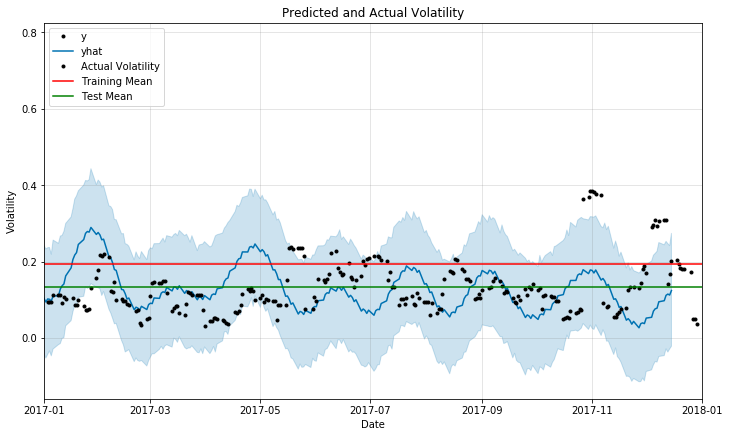 Predicted and Actual Volatility
y
yhat
Actual Volatility
Training Mean
Test Mean
0.8
0.6
0.4
0.2
0.0
Volatility
2017-01 2017-03 2017-05 2017-07 2017-09 2017-11 2018-01
Date